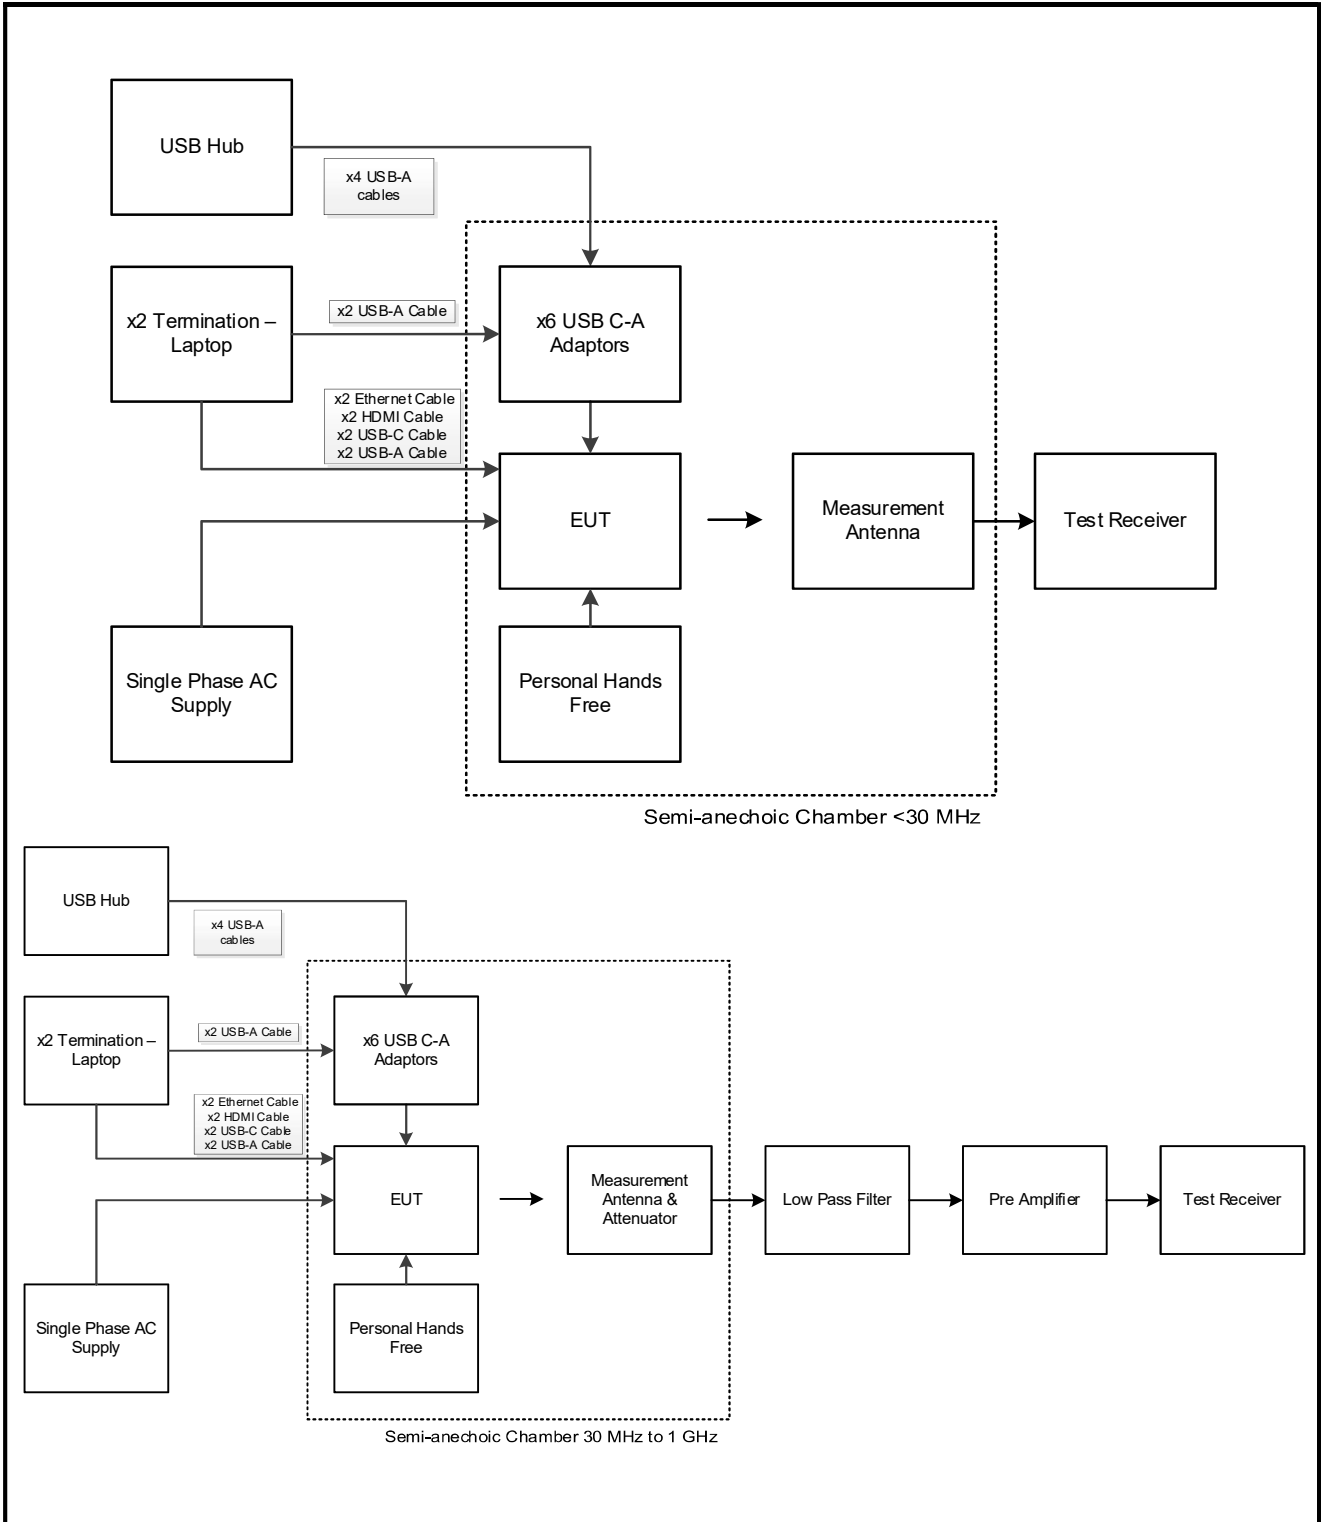 USB Hub
x4 USB-A
cables
x2 Termination –
Laptop
x2 USB-A Cable
x6 USB C-A
Adaptors
x2 Ethernet Cable
x2 HDMI Cable
x2 USB-C Cable
x2 USB-A Cable
EUT
Measurement
Antenna
Test Receiver
Single Phase AC
Supply
Personal Hands
Free
Semi-anechoic Chamber <30 MHz
USB Hub
x4 USB-A
cables
x2 Termination –
Laptop
x2 USB-A Cable
x6 USB C-A
Adaptors
x2 Ethernet Cable
x2 HDMI Cable
x2 USB-C Cable
x2 USB-A Cable
EUT
Measurement
Antenna &
Attenuator
Low Pass Filter
Pre Amplifier
Test Receiver
Single Phase AC
Supply
Personal Hands
Free
Semi-anechoic Chamber 30 MHz to 1 GHz